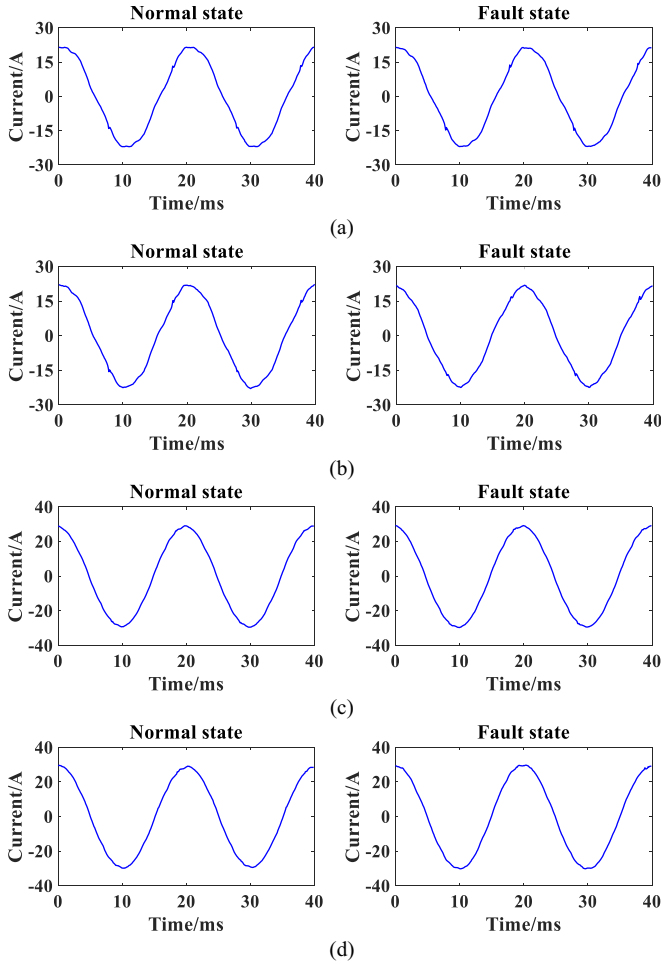 Normal state Fault state
30 30
15 15
0 0
-15 -15
-30 -30
Current/A Current/A
0 10 20 30 40 0 10 20 30 40
Time/ms Time/ms
(a)
Normal state Fault state
30 30
15 15
0 0
-15 -15
-30 -30
Current/A Current/A
0 10 20 30 40 0 10 20 30 40
Time/ms Time/ms
(b)
Normal state Fault state
40 40
20 20
0 0
-20 -20
-40 -40
Current/A Current/A
0 10 20 30 40 0 10 20 30 40
Time/ms Time/ms
(c)
Normal state Fault state
40 40
20 20
0 0
-20 -20
-40 -40
Current/A Current/A
0 10 20 30 40 0 10 20 30 40
Time/ms Time/ms
(d)